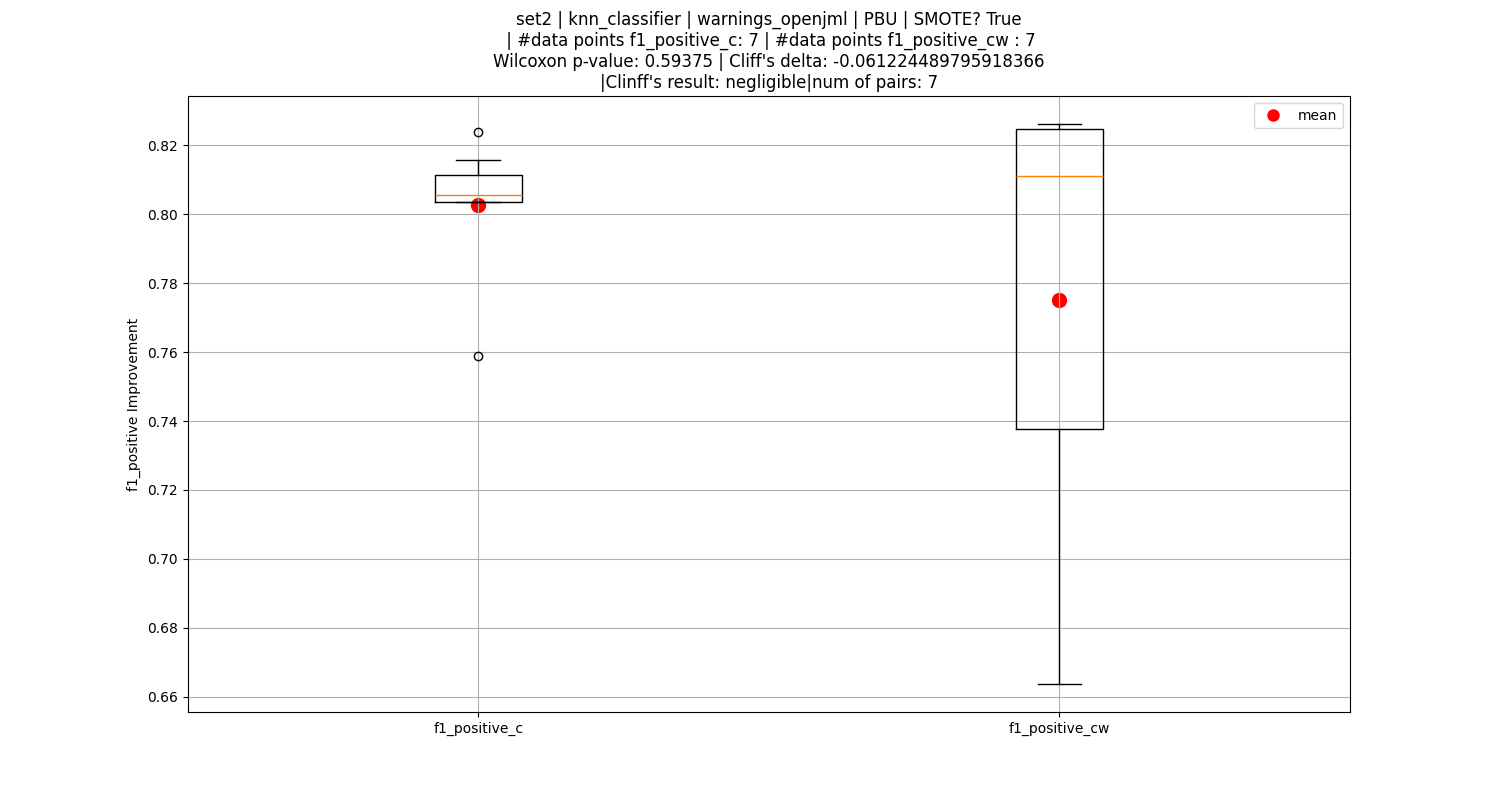 set2 | knn_classifier | warnings_openjml | PBU | SMOTE? True
| #data points f1_positive_c: 7 | #data points f1_positive_cw : 7
Wilcoxon p-value: 0.59375 | Cliff's delta: -0.061224489795918366
|Clinff's result: negligible|num of pairs: 7
mean
0.82
0.80
0.78
0.76
0.74
0.72
0.70
0.68
0.66
f1_positive Improvement
f1_positive_c
f1_positive_cw